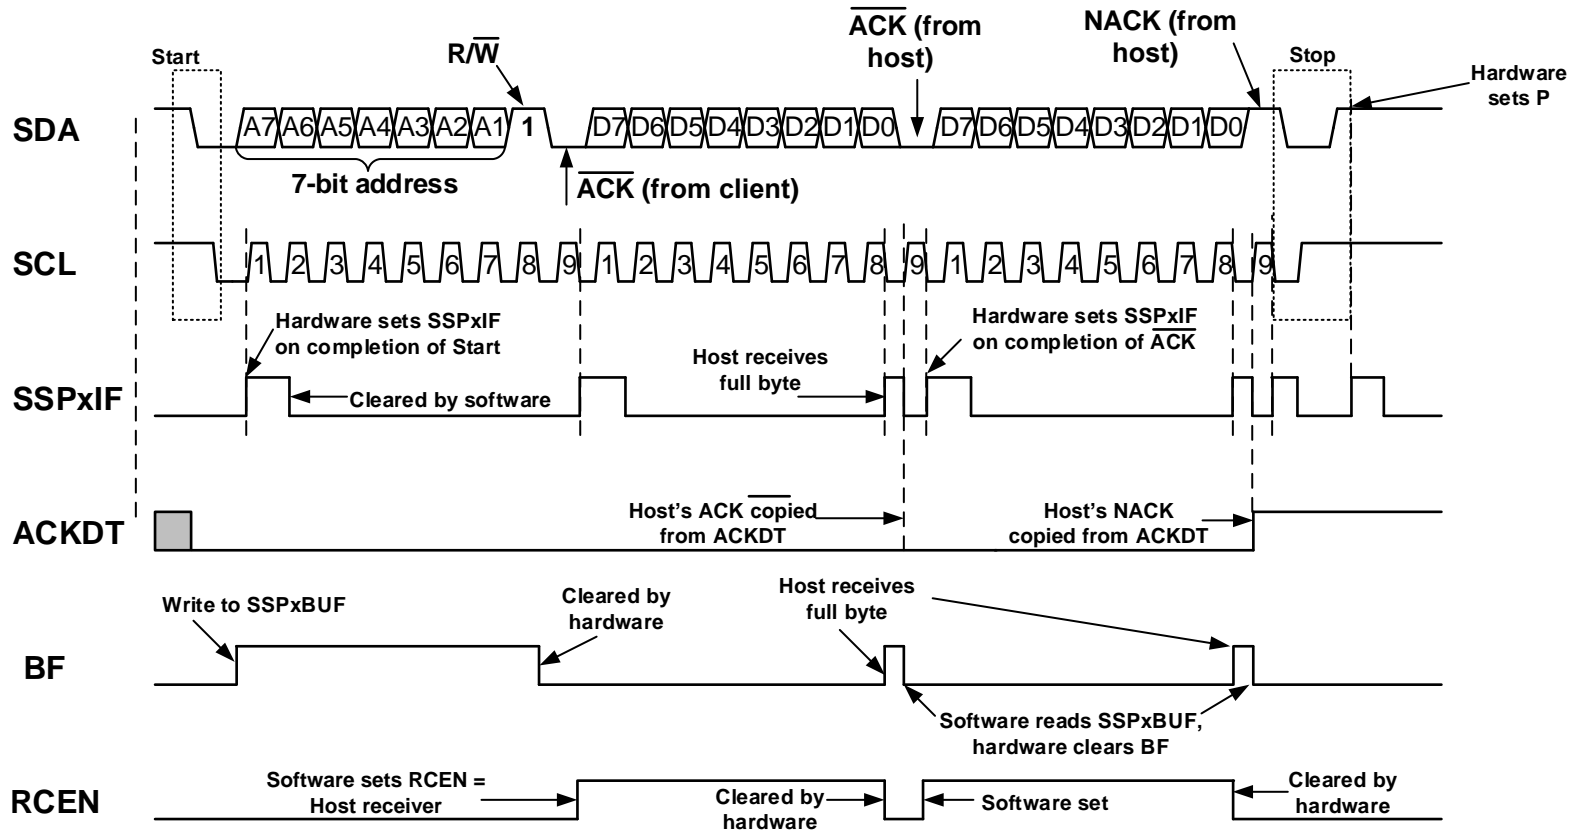 ACK (from
host)
NACK (from
host)
R/W
Start
Stop
Hardware
sets P
SDA
A7 A6 A5 A4 A3 A2 A1 1 D7 D6 D5 D4 D3 D2 D1 D0 D7 D6 D5 D4 D3 D2 D1 D0
7-bit address
ACK (from client)
SCL
1 2 3 4 5 6 7 8 9 1 2 3 4 5 6 7 8 9 1 2 3 4 5 6 7 8 9
Hardware sets SSPxIF
on completion of Start
Hardware sets SSPxIF
on completion of ACK
Host receives
full byte
SSPxIF
Cleared by software
Host's ACK copied
from ACKDT
Host's NACK
copied from ACKDT
ACKDT
Write to SSPxBUF
Cleared by
hardware
Host receives
full byte
BF
Software reads SSPxBUF,
hardware clears BF
RCEN
Software sets RCEN =
Host receiver
Cleared by
hardware
Software set
Cleared by
hardware